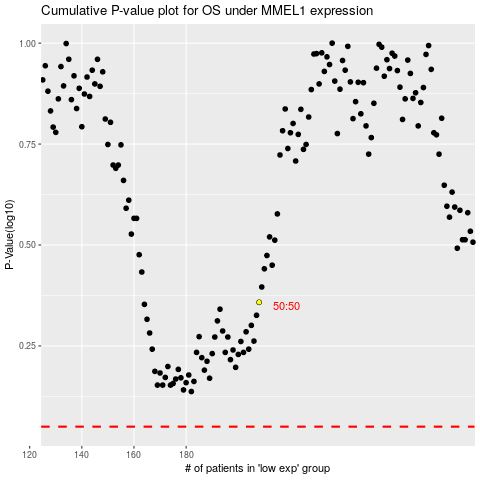 Cumulative P-value plot for OS under MMEL1 expression
P-Value(log10)
1.00
0.75
0.50
0.25
50:50
120 140 160 180
# of patients in 'low exp' group